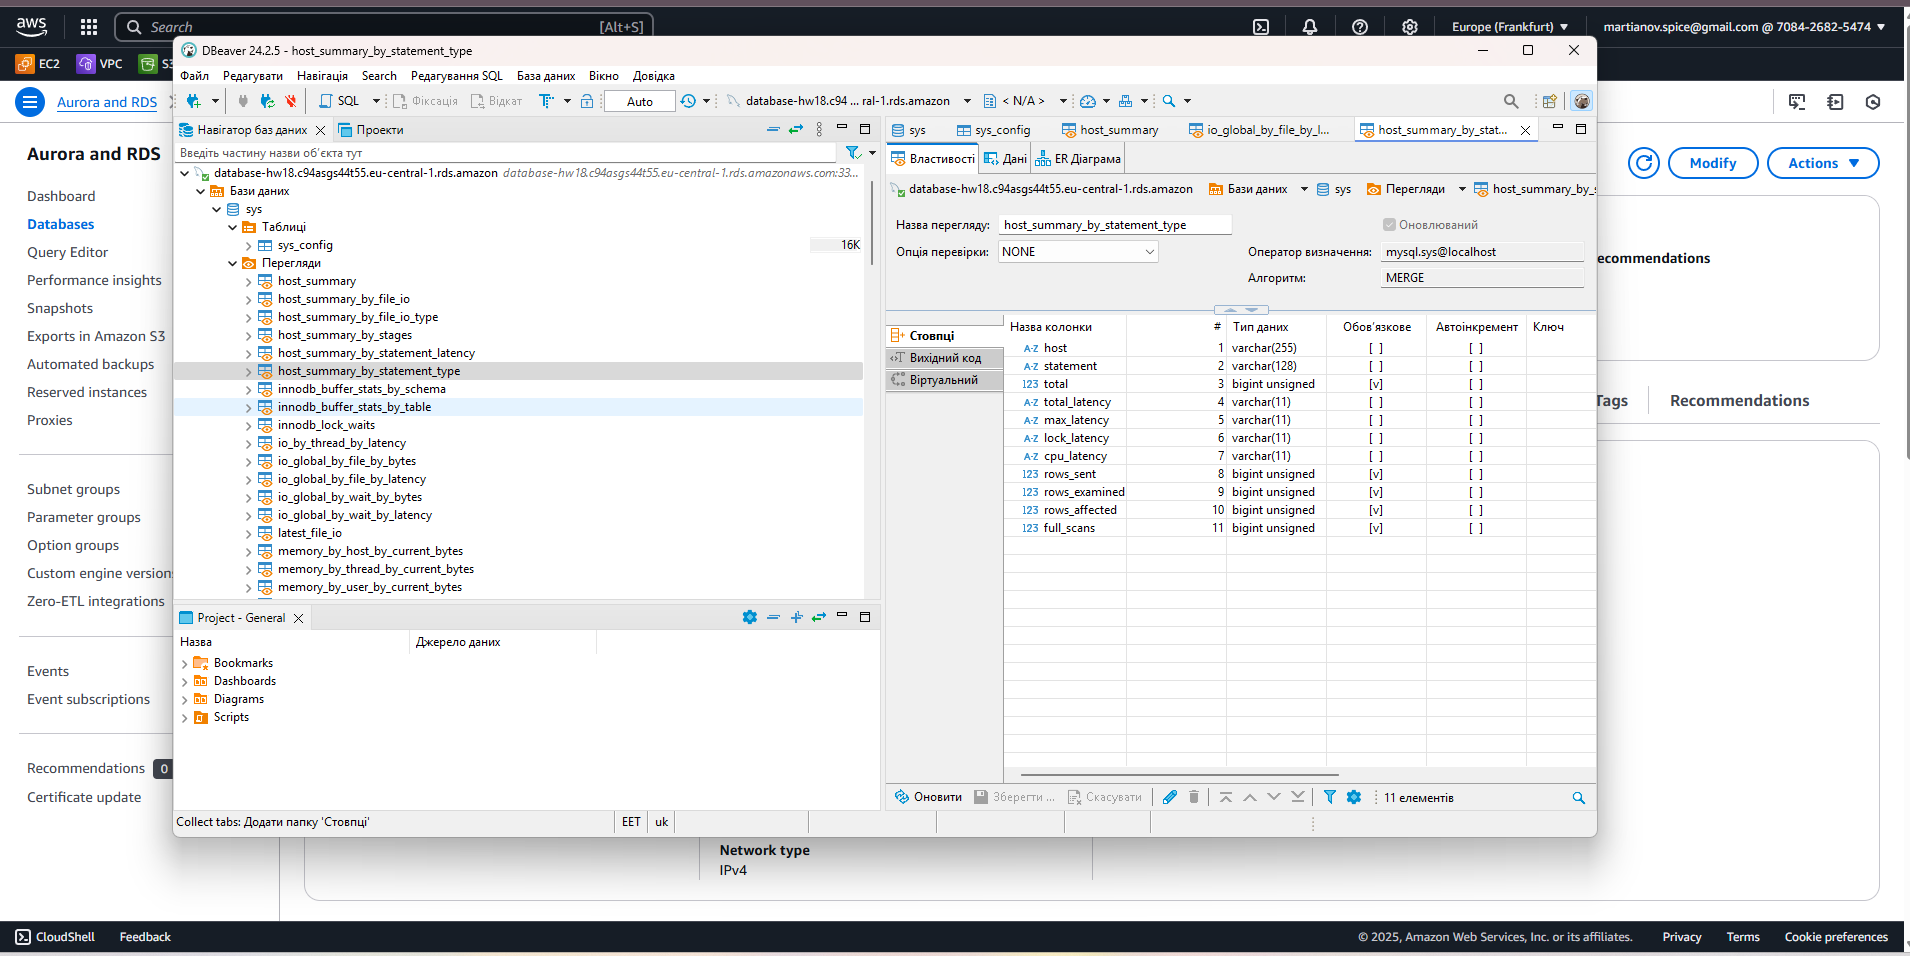 aws
Search
[Alt+S]
Europe (Frankfurt)
martianov.spice@gmail.com @ 7084-2682-5474
EC2
VPC
S3
Aurora and RDS
Aurora and RDS
Dashboard
Databases
Query Editor
Performance insights
Snapshots
Exports in Amazon S3
Automated backups
Reserved instances
Proxies
Subnet groups
Parameter groups
Option groups
Custom engine version
Zero-ETL integrations
Events
Event subscriptions
Recommendations 0
Certificate update
DBeaver 24.2.5 - host_summary_by_statement_type
Файл Редагувати Навігація Search Редагування SQL База даних Вікно Довідка
SQL Фіксація Відкат Auto database-hw18.c94 ... ral-1.rds.amazon < N/A >
Навігатор баз даних Проекти
Введіть частину назви об'єкта тут
database-hw18.c94asgs44t55.eu-central-1.rds.amazon database-hw18.c94asgs44t55.eu-central-1.rds.amazonaws.com:33...
Бази даних
sys
Таблиці
sys_config 16K
Перегляди
host_summary
host_summary_by_file_io
host_summary_by_file_io_type
host_summary_by_stages
host_summary_by_statement_latency
host_summary_by_statement_type
innodb_buffer_stats_by_schema
innodb_buffer_stats_by_table
innodb_lock_waits
io_by_thread_by_latency
io_global_by_file_by_bytes
io_global_by_file_by_latency
io_global_by_wait_by_bytes
io_global_by_wait_by_latency
latest_file_io
memory_by_host_by_current_bytes
memory_by_thread_by_current_bytes
memory_by_user_by_current_bytes
Project - General
Назва Джерело даних
Bookmarks
Dashboards
Diagrams
Scripts
Collect tabs: Додати папку 'Стовпці'
EET uk
sys sys_config host_summary io_global_by_file_by_l... host_summary_by_stat...
Властивості Дані ER Діаграма
database-hw18.c94asgs44t55.eu-central-1.rds.amazon Бази даних sys Перегляди host_summary_by_s
Назва перегляду: host_summary_by_statement_type Оновлюваний
Опція перевірки: NONE Оператор визначення: mysql.sys@localhost
Алгоритм: MERGE
Стовпці
Вихідний код
Віртуальний
Назва колонки # Тип даних Обов'язкове Автоінкремент Ключ
A-Z host 1 varchar(255) [ ] [ ]
A-Z statement 2 varchar(128) [ ] [ ]
123 total 3 bigint unsigned [v] [ ]
A-Z total_latency 4 varchar(11) [ ] [ ]
A-Z max_latency 5 varchar(11) [ ] [ ]
A-Z lock_latency 6 varchar(11) [ ] [ ]
A-Z cpu_latency 7 varchar(11) [ ] [ ]
123 rows_sent 8 bigint unsigned [v] [ ]
123 rows_examined 9 bigint unsigned [v] [ ]
123 rows_affected 10 bigint unsigned [v] [ ]
123 full_scans 11 bigint unsigned [v] [ ]
Оновити Зберегти ... Скасувати 11 елементів
Modify Actions
ecommendations
Tags Recommendations
Network type
IPv4
CloudShell Feedback © 2025, Amazon Web Services, Inc. or its affiliates. Privacy Terms Cookie preferences